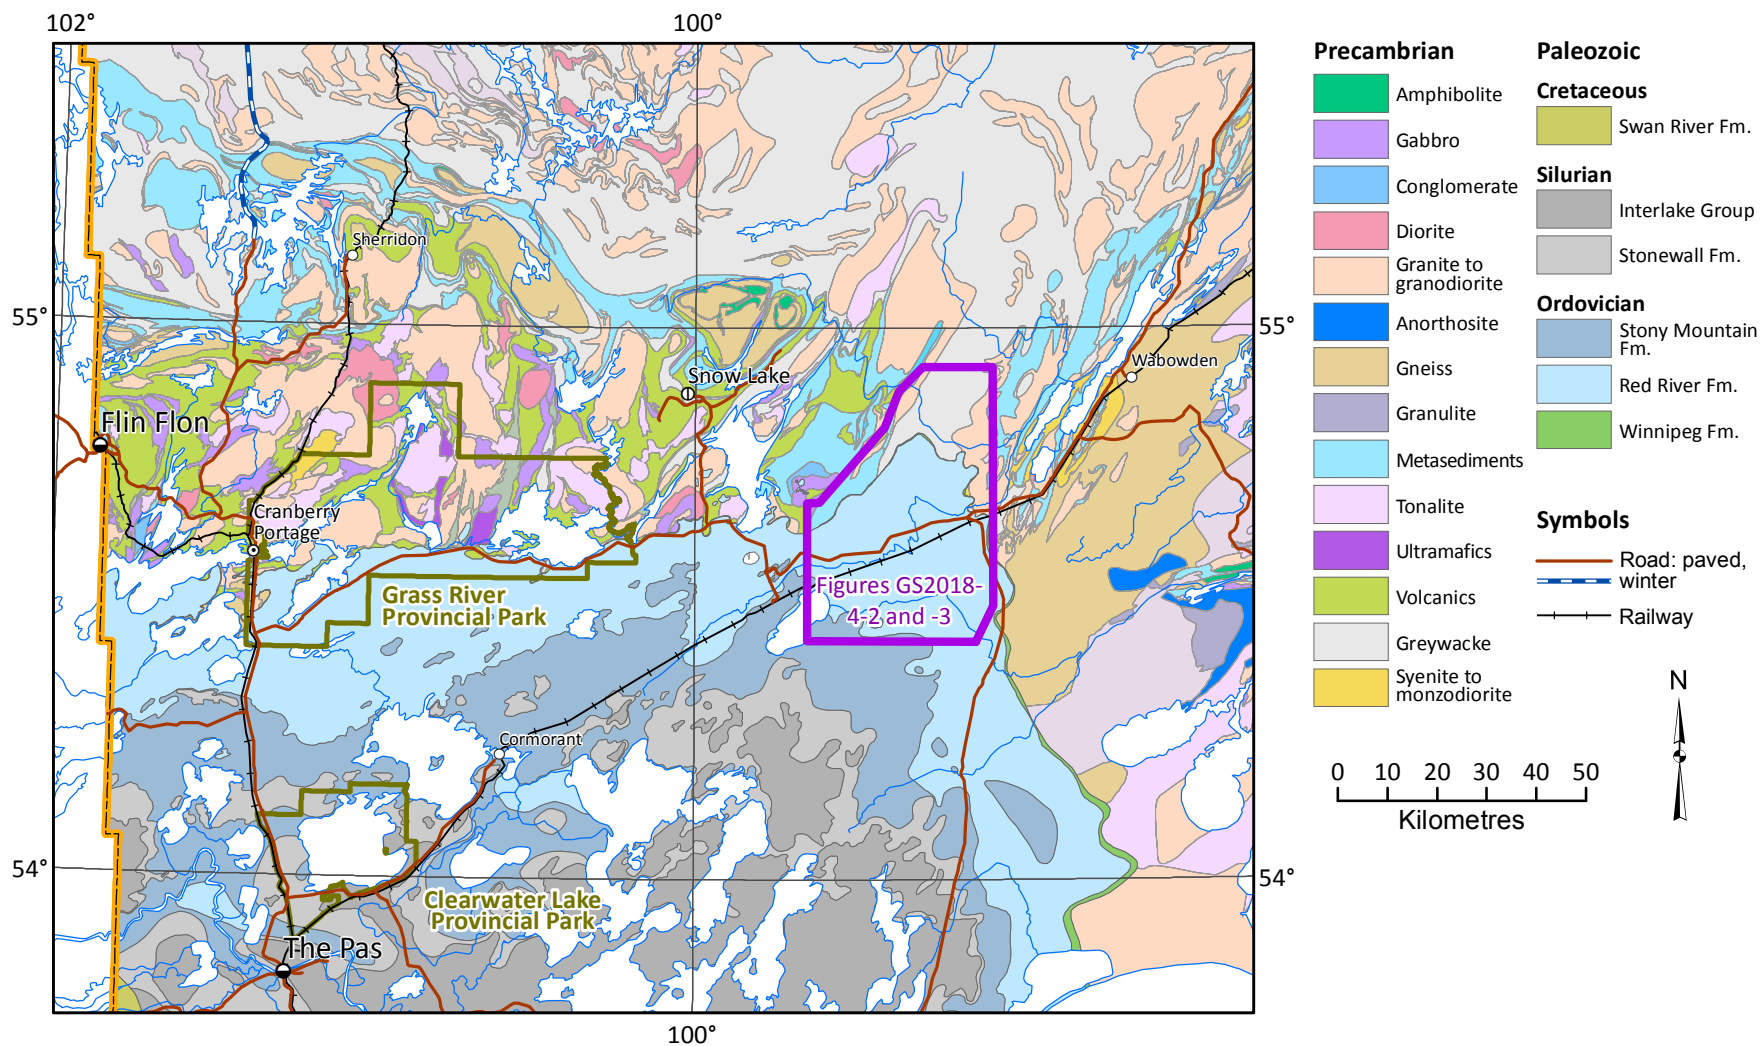 102°
100°
55°
54°
55°
54°
100°
Sherridon
Flin Flon
Snow Lake
Wabowden
Cranberry
Portage
Grass River
Provincial Park
Figures GS2018-
4-2 and -3
Cormorant
Clearwater Lake
Provincial Park
The Pas
Precambrian
Amphibolite
Gabbro
Conglomerate
Diorite
Granite to
granodiorite
Anorthosite
Gneiss
Granulite
Metasediments
Tonalite
Ultramafics
Volcanics
Greywacke
Syenite to
monzodiorite
Paleozoic
Cretaceous
Swan River Fm.
Silurian
Interlake Group
Stonewall Fm.
Ordovician
Stony Mountain
Fm.
Red River Fm.
Winnipeg Fm.
Symbols
Road: paved,
winter
Railway
N
0 10 20 30 40 50
Kilometres